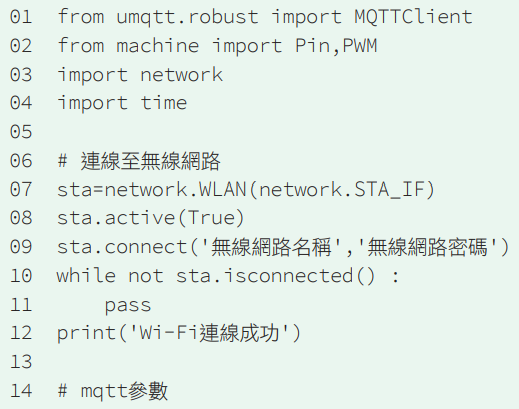 01 from umqtt.robust import MQTTClient
02 from machine import Pin,PWM
03 import network
04 import time
05
06 # 連線至無線網路
07 sta=network.WLAN(network.STA_IF)
08 sta.active(True)
09 sta.connect('無線網路名稱','無線網路密碼')
10 while not sta.isconnected() :
11     pass
12 print('Wi-Fi連線成功')
13
14 # mqtt參數